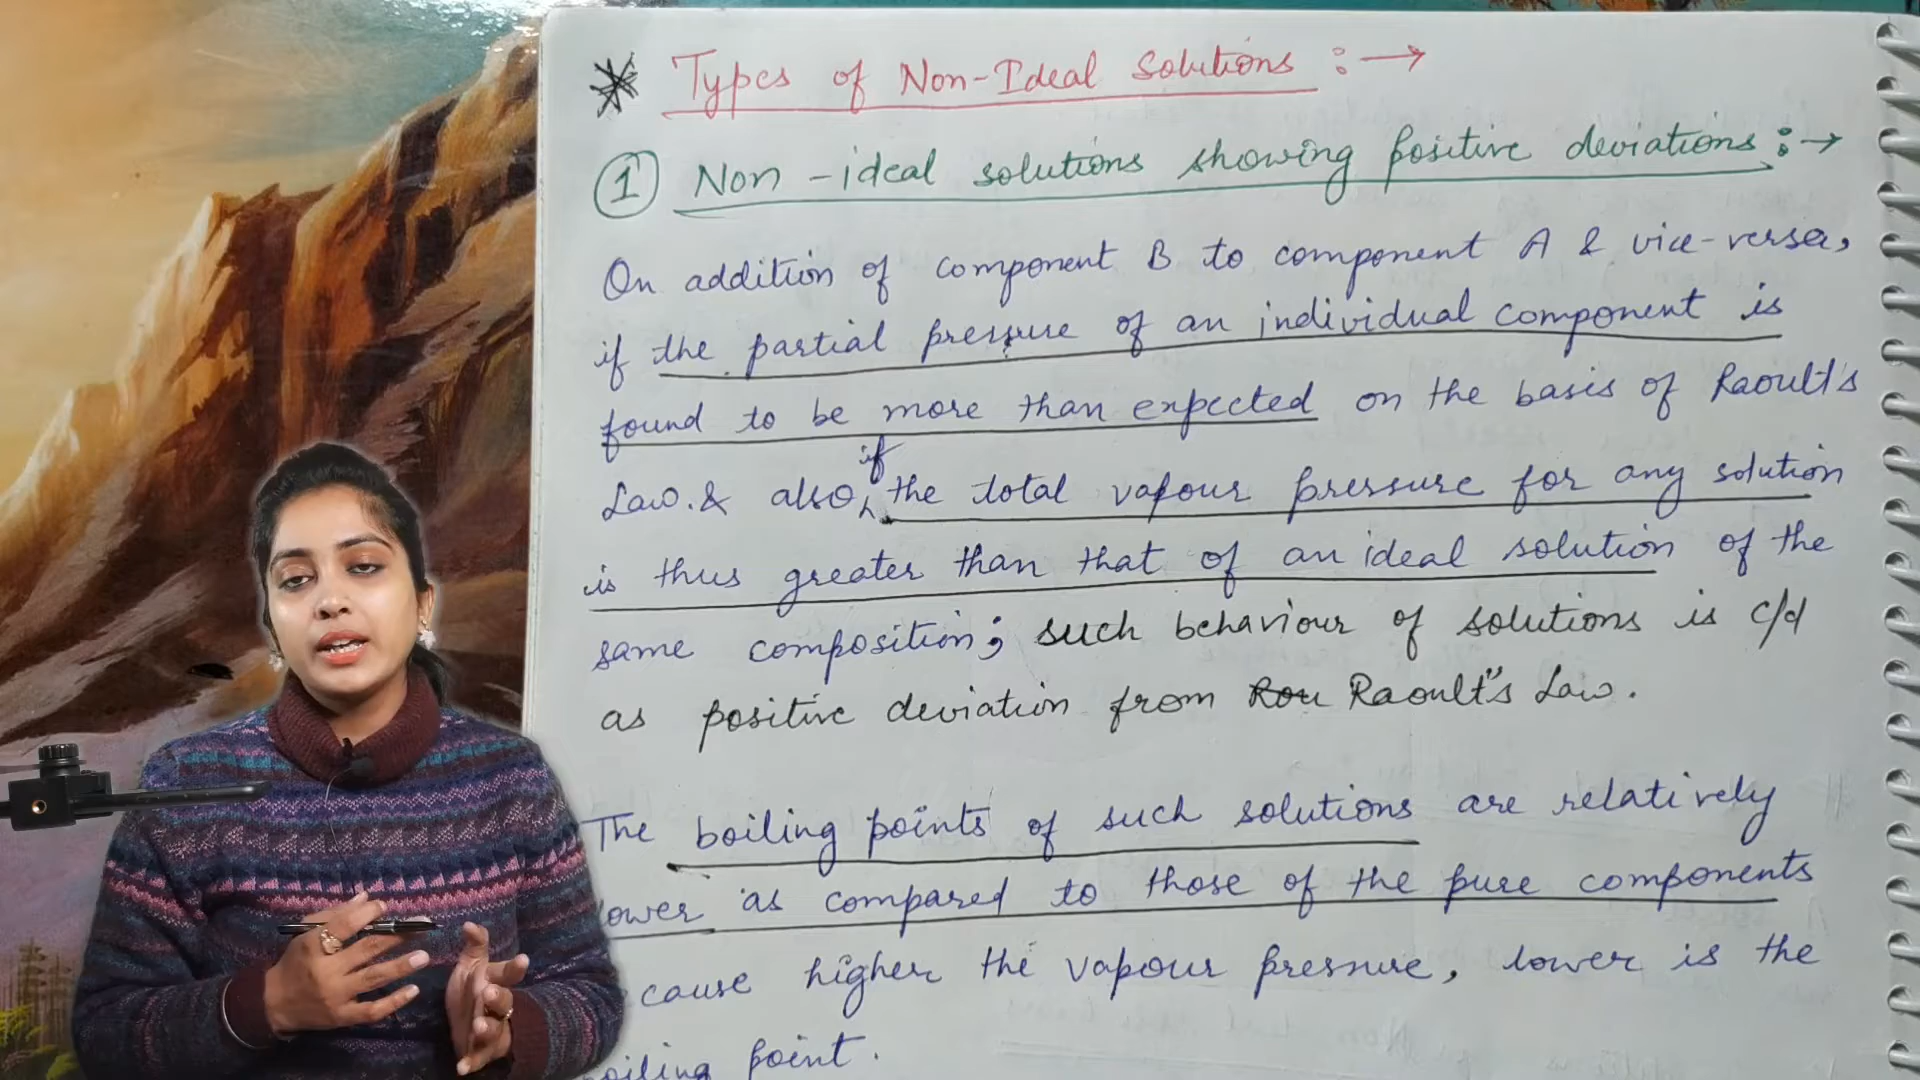 * Types of Non-Ideal Solutions :→
① Non-ideal solutions showing positive deviations :→
On addition of component B to component A & vice-versa,
if the partial pressure of an individual component is
found to be more than expected on the basis of Raoult's
Law. & also, if the total vapour pressure for any solution
is thus greater than that of an ideal solution of the
same composition; such behaviour of solutions is c/d
as positive deviation from Raoult's Law.
The boiling points of such solutions are relatively
ower as compared to those of the pure components
cause higher the vapour pressure, lower is the
oiling point.